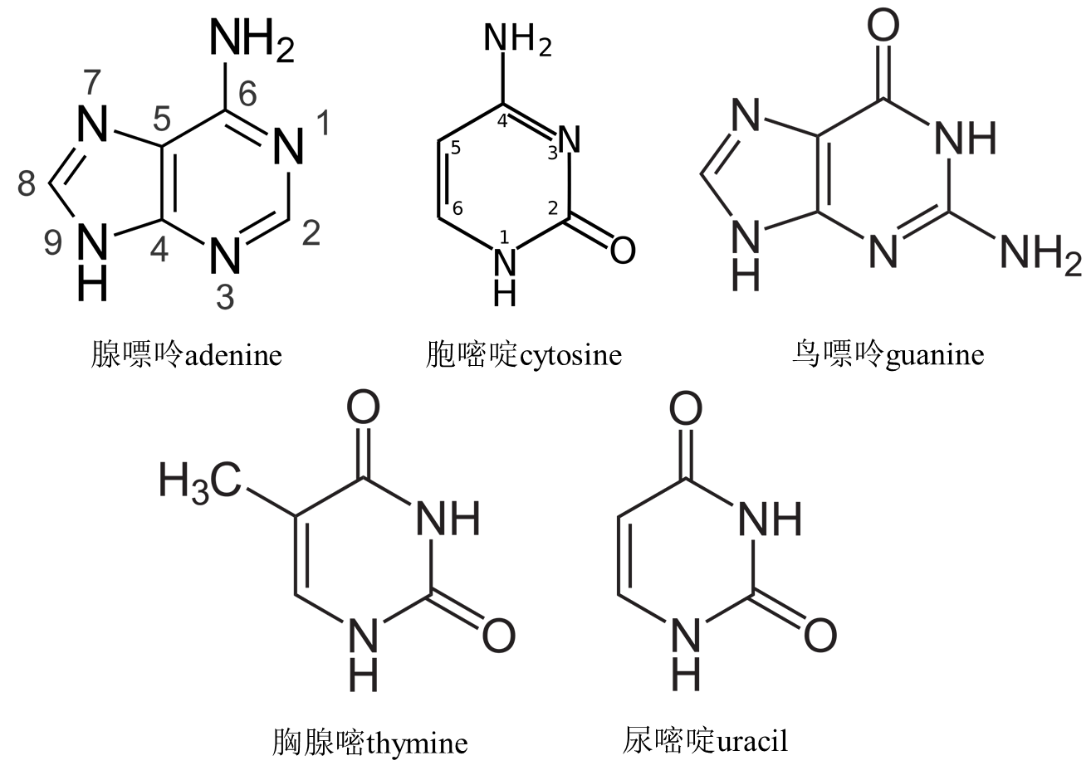 NH2
7
5
6
N
1
N
8
9
N
H
4
N
3
2
NH2
4
5
N
3
6
2
1
N
H
O
O
N
NH
N
H
N
NH2
腺嘌呤adenine
胞嘧啶cytosine
鸟嘌呤guanine
O
H3C
NH
N
H
O
O
NH
N
H
O
胸腺嘧thymine
尿嘧啶uracil